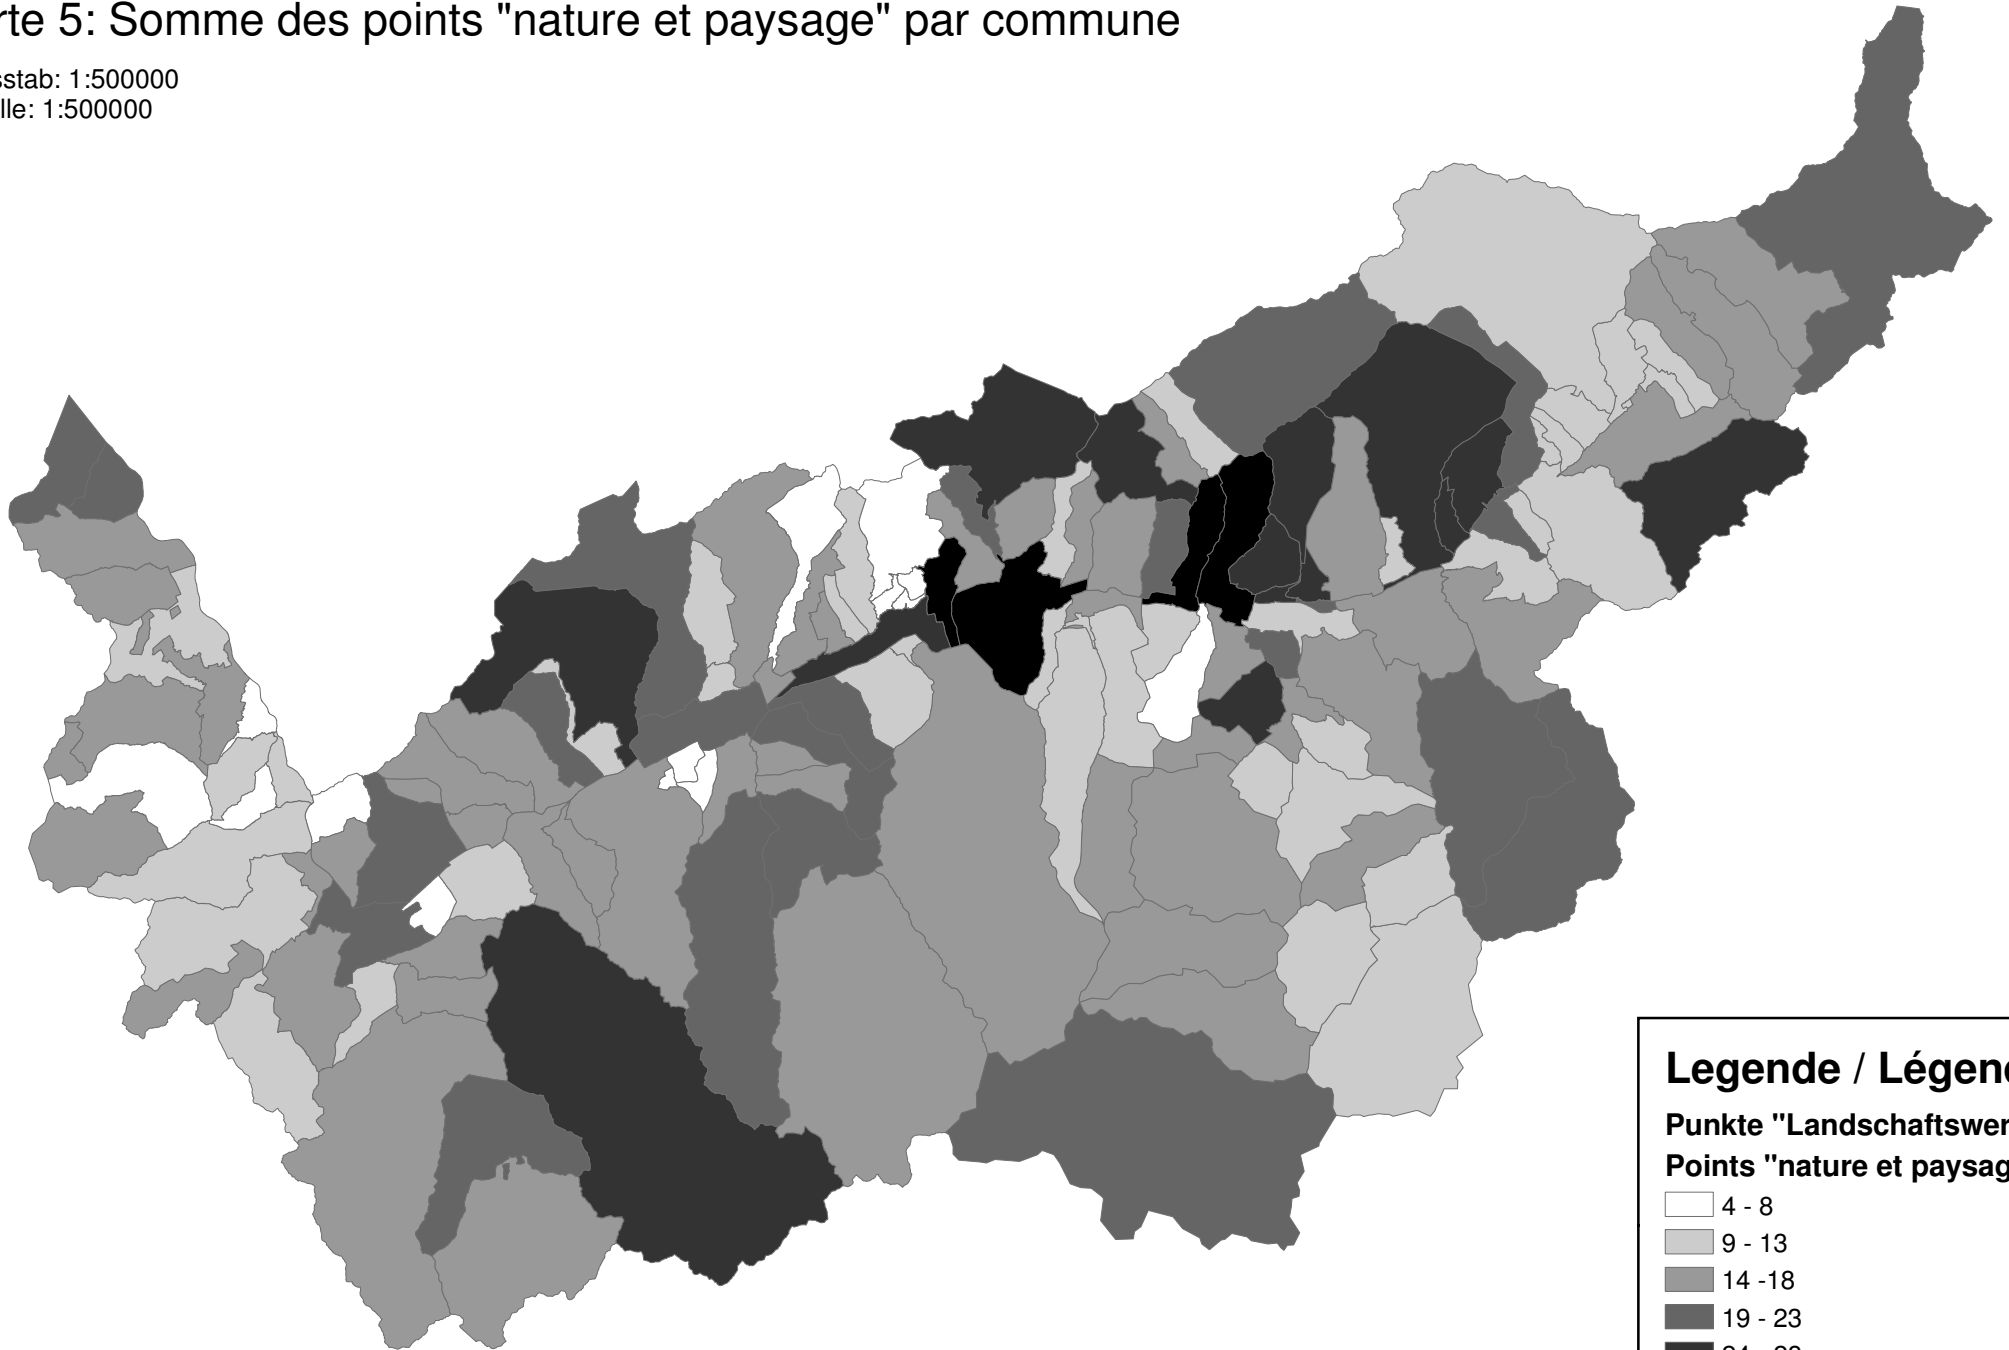 rte 5: Somme des points "nature et paysage" par commune
sstab: 1:500000
lle: 1:500000
Legende / Légend
Punkte "Landschaftswer
Points "nature et paysag
4 - 8
9 - 13
14 -18
19 - 23